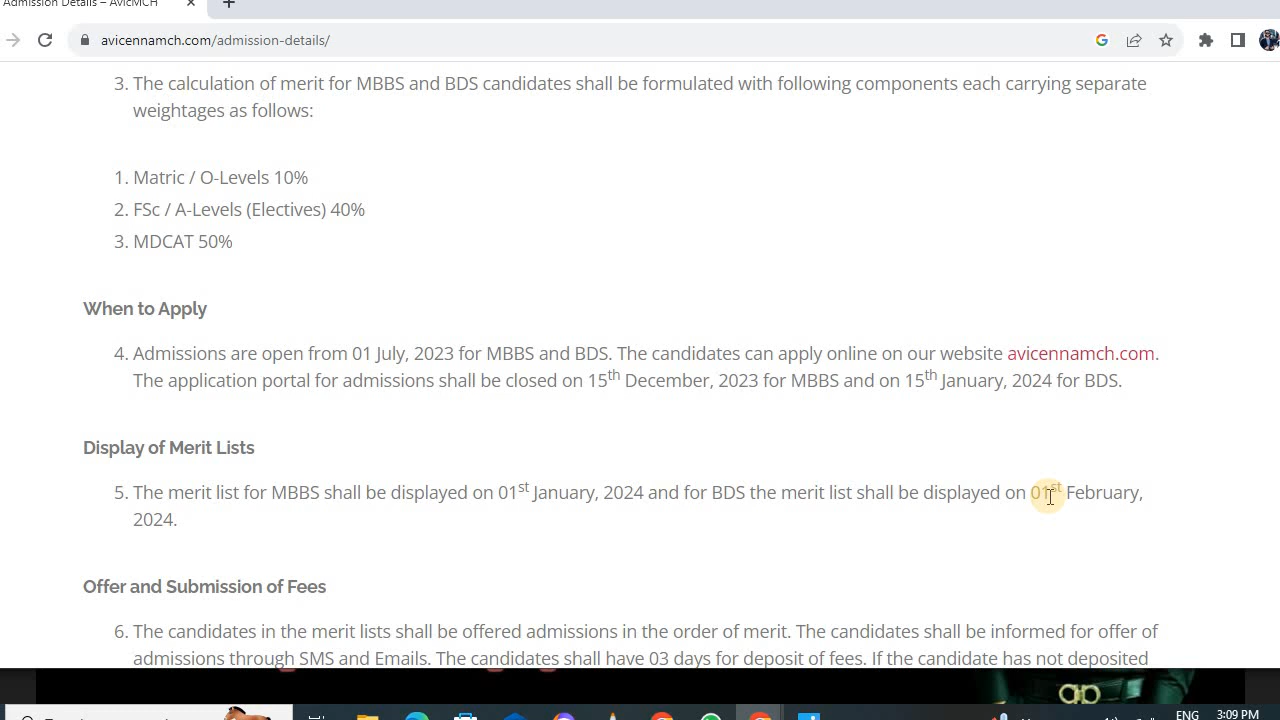 Admission Details – AvicMCH
avicennamch.com/admission-details/
3. The calculation of merit for MBBS and BDS candidates shall be formulated with following components each carrying separate
weightages as follows:
1. Matric / O-Levels 10%
2. FSc / A-Levels (Electives) 40%
3. MDCAT 50%
When to Apply
4. Admissions are open from 01 July, 2023 for MBBS and BDS. The candidates can apply online on our website avicennamch.com.
The application portal for admissions shall be closed on 15th December, 2023 for MBBS and on 15th January, 2024 for BDS.
Display of Merit Lists
5. The merit list for MBBS shall be displayed on 01st January, 2024 and for BDS the merit list shall be displayed on 01st February,
2024.
Offer and Submission of Fees
6. The candidates in the merit lists shall be offered admissions in the order of merit. The candidates shall be informed for offer of
admissions through SMS and Emails. The candidates shall have 03 days for deposit of fees. If the candidate has not deposited
ENG 3:09 PM